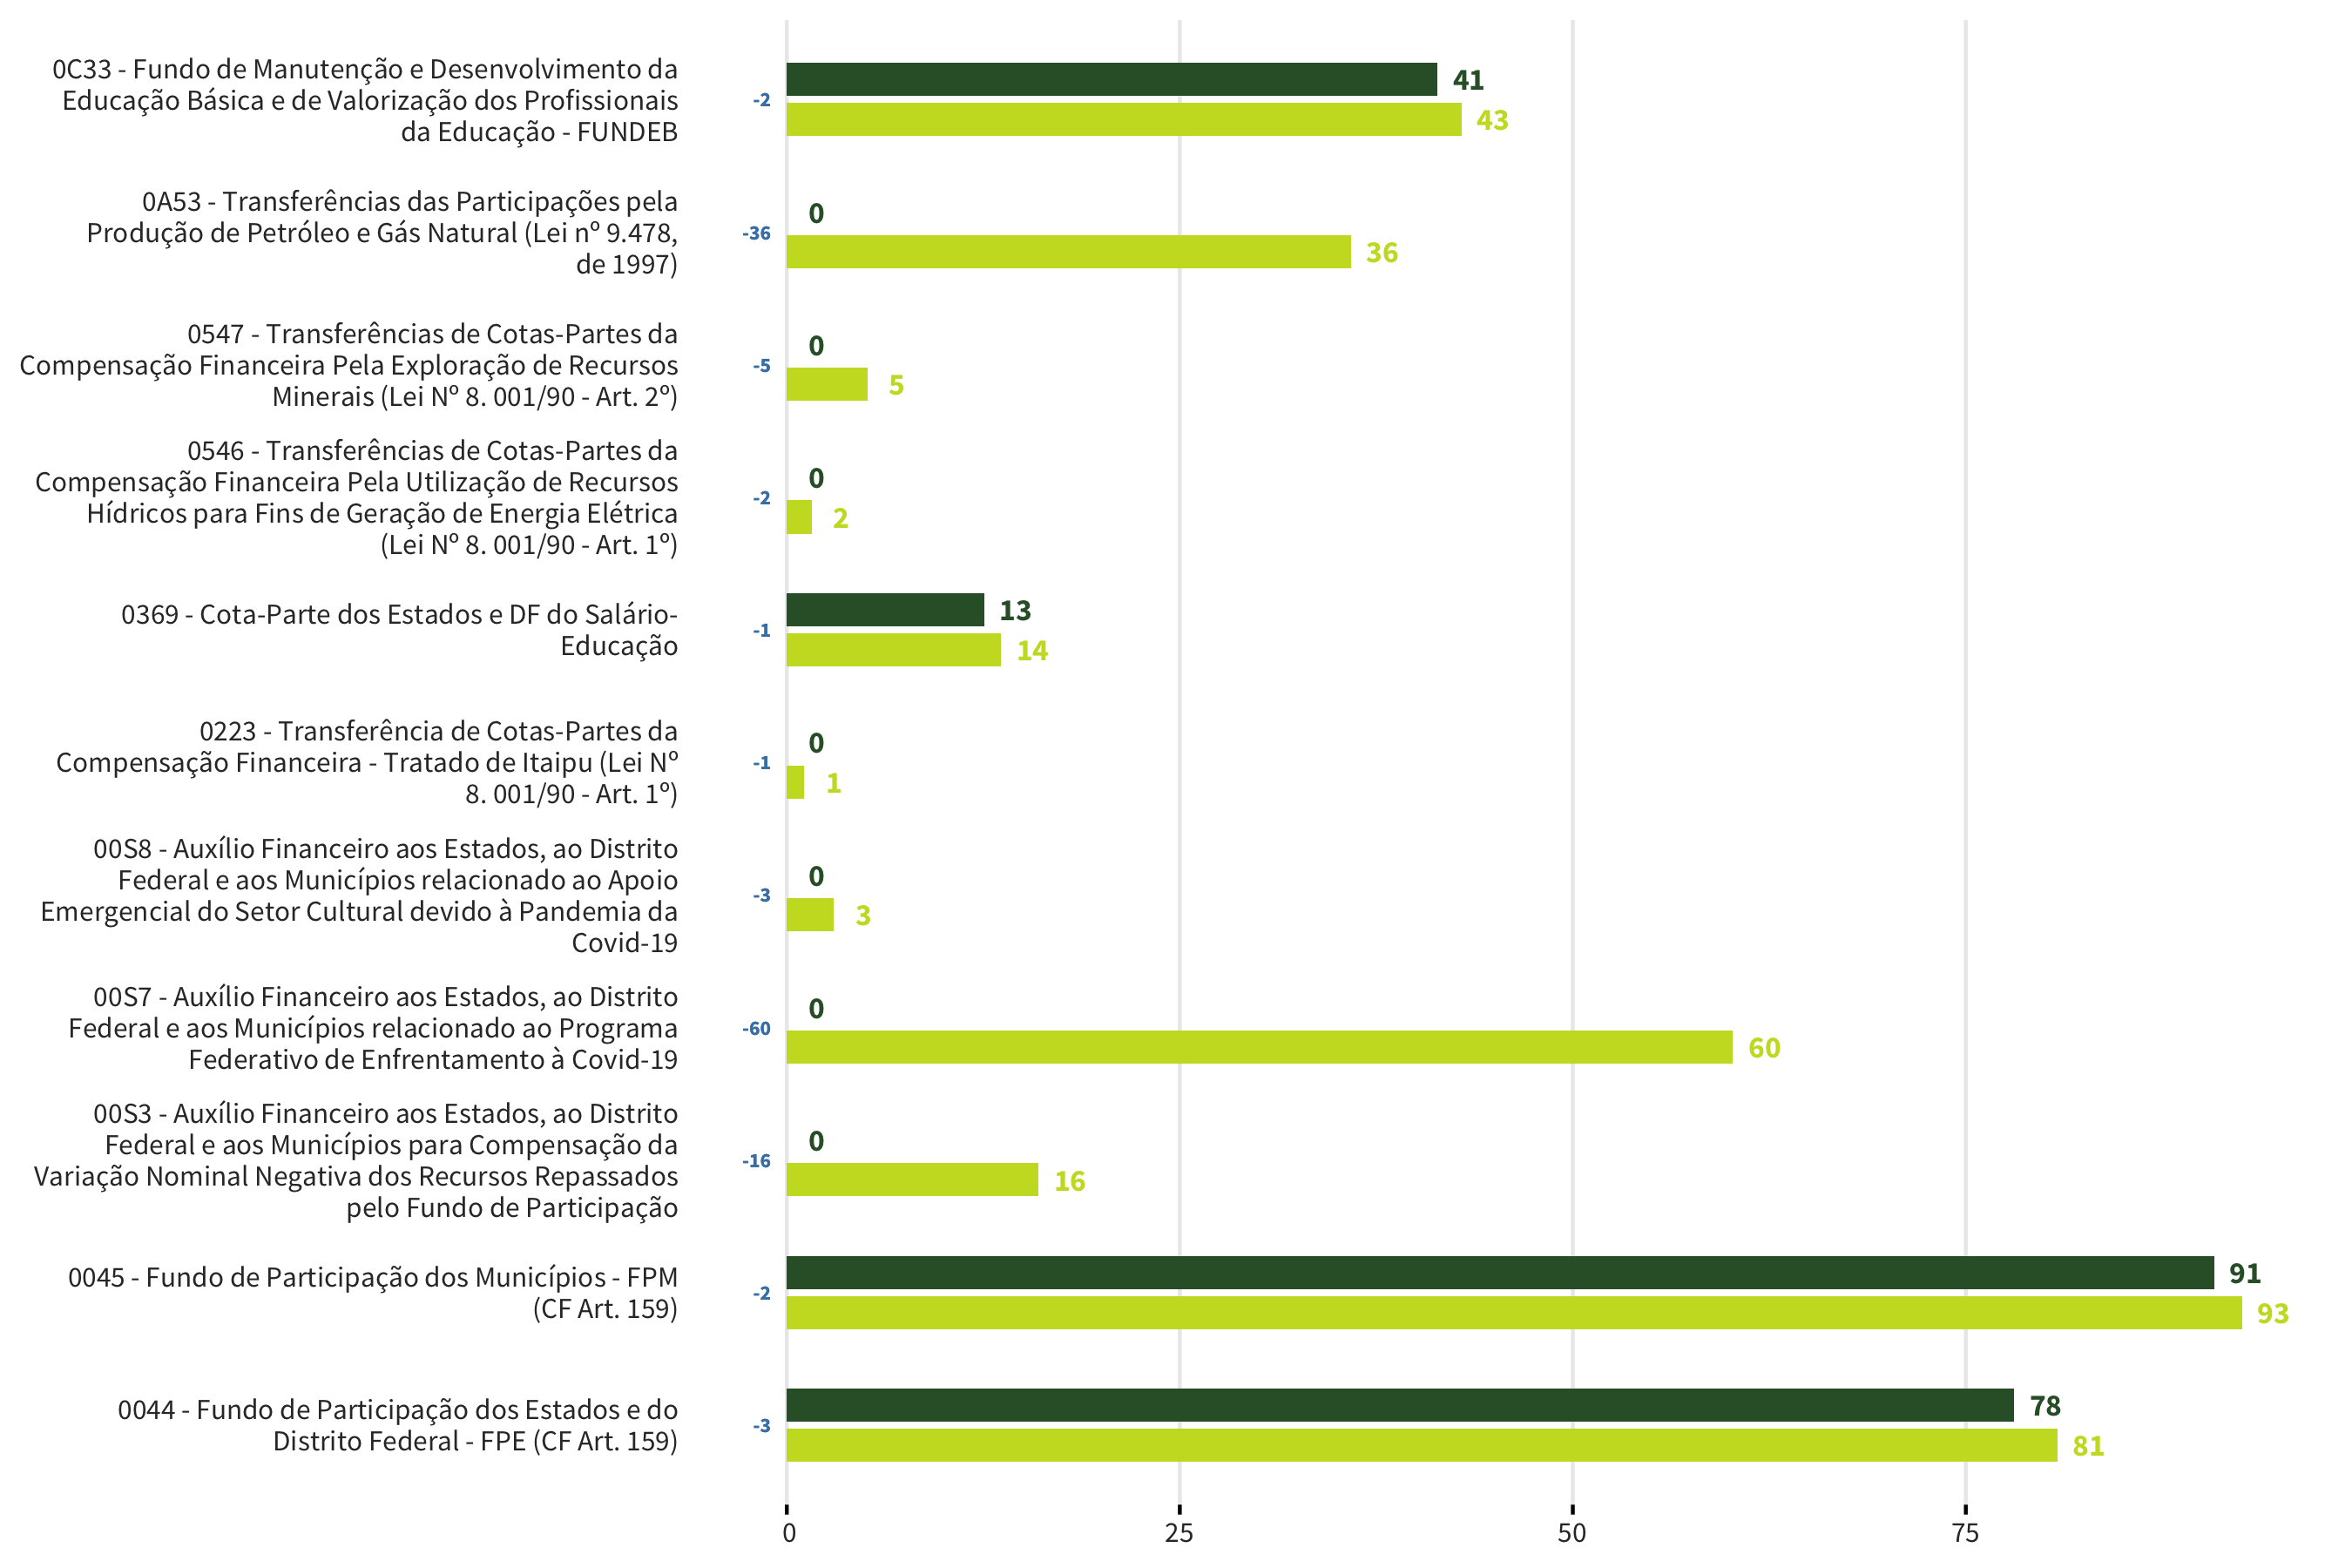 0C33 - Fundo de Manutenção e Desenvolvimento da
Educação Básica e de Valorização dos Profissionais
da Educação - FUNDEB
-2
41
43
0A53 - Transferências das Participações pela
Produção de Petróleo e Gás Natural (Lei nº 9.478,
de 1997)
-36
0
36
0547 - Transferências de Cotas-Partes da
Compensação Financeira Pela Exploração de Recursos
Minerais (Lei Nº 8. 001/90 - Art. 2º)
-5
0
5
0546 - Transferências de Cotas-Partes da
Compensação Financeira Pela Utilização de Recursos
Hídricos para Fins de Geração de Energia Elétrica
(Lei Nº 8. 001/90 - Art. 1º)
-2
0
2
0369 - Cota-Parte dos Estados e DF do Salário-
Educação
-1
13
14
0223 - Transferência de Cotas-Partes da
Compensação Financeira - Tratado de Itaipu (Lei Nº
8. 001/90 - Art. 1º)
-1
0
1
00S8 - Auxílio Financeiro aos Estados, ao Distrito
Federal e aos Municípios relacionado ao Apoio
Emergencial do Setor Cultural devido à Pandemia da
Covid-19
-3
0
3
00S7 - Auxílio Financeiro aos Estados, ao Distrito
Federal e aos Municípios relacionado ao Programa
Federativo de Enfrentamento à Covid-19
-60
0
60
00S3 - Auxílio Financeiro aos Estados, ao Distrito
Federal e aos Municípios para Compensação da
Variação Nominal Negativa dos Recursos Repassados
pelo Fundo de Participação
-16
0
16
0045 - Fundo de Participação dos Municípios - FPM
(CF Art. 159)
-2
91
93
0044 - Fundo de Participação dos Estados e do
Distrito Federal - FPE (CF Art. 159)
-3
78
81
0 25 50 75